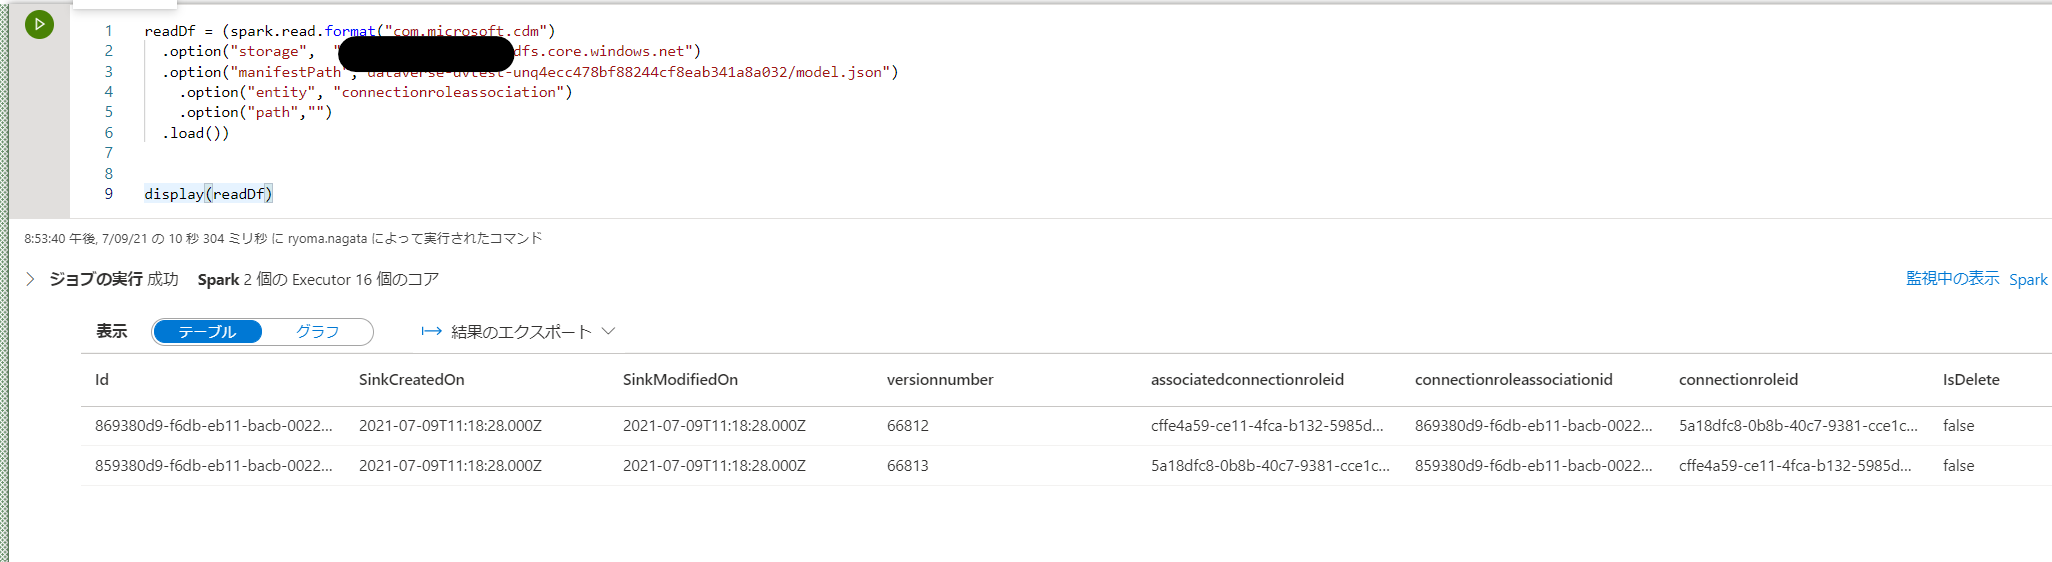 1 readDf = (spark.read.format("com.microsoft.cdm")
2 .option("storage", "dfs.core.windows.net")
3 .option("manifestPath", dataverse-dvtest-unq4ecc478bf88244cf8eab341a8a032/model.json")
4 .option("entity", "connectionroleassociation")
5 .option("path","")
6 .load())
7
8
9 display(readDf)
8:53:40 午後, 7/09/21 の 10 秒 304 ミリ秒 に ryoma.nagata によって実行されたコマンド
ジョブの実行 成功 Spark 2 個の Executor 16 個のコア 監視中の表示 Spark
表示 テーブル グラフ 結果のエクスポート
Id SinkCreatedOn SinkModifiedOn versionnumber associatedconnectionroleid connectionroleassociationid connectionroleid IsDelete
869380d9-f6db-eb11-bacb-0022... 2021-07-09T11:18:28.000Z 2021-07-09T11:18:28.000Z 66812 cffe4a59-ce11-4fca-b132-5985d... 869380d9-f6db-eb11-bacb-0022... 5a18dfc8-0b8b-40c7-9381-cce1c... false
859380d9-f6db-eb11-bacb-0022... 2021-07-09T11:18:28.000Z 2021-07-09T11:18:28.000Z 66813 5a18dfc8-0b8b-40c7-9381-cce1c... 859380d9-f6db-eb11-bacb-0022... cffe4a59-ce11-4fca-b132-5985d... false